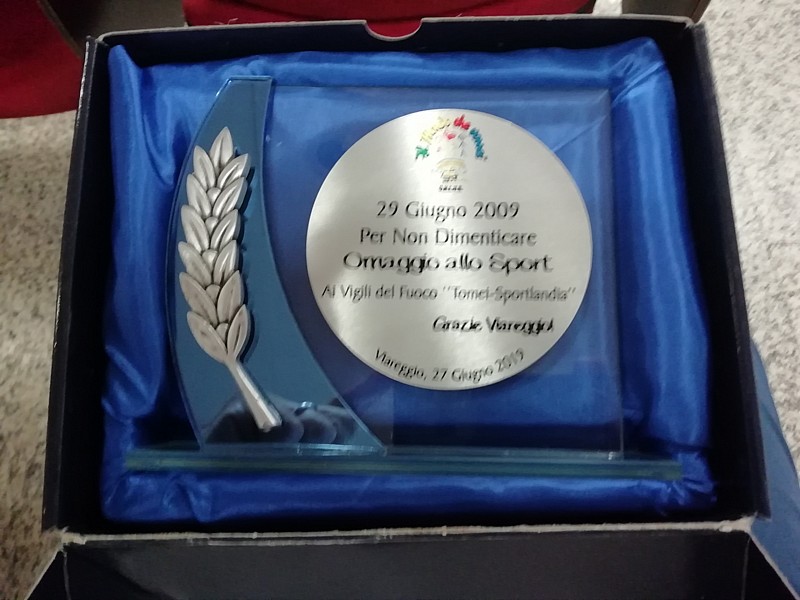 29 Giugno 2009
Per Non Dimenticare
Omaggio allo Sport
Ai Vigili del Fuoco "Tomei-Sportlandia"
Grazie Viareggio!
Viareggio, 27 Giugno 2019